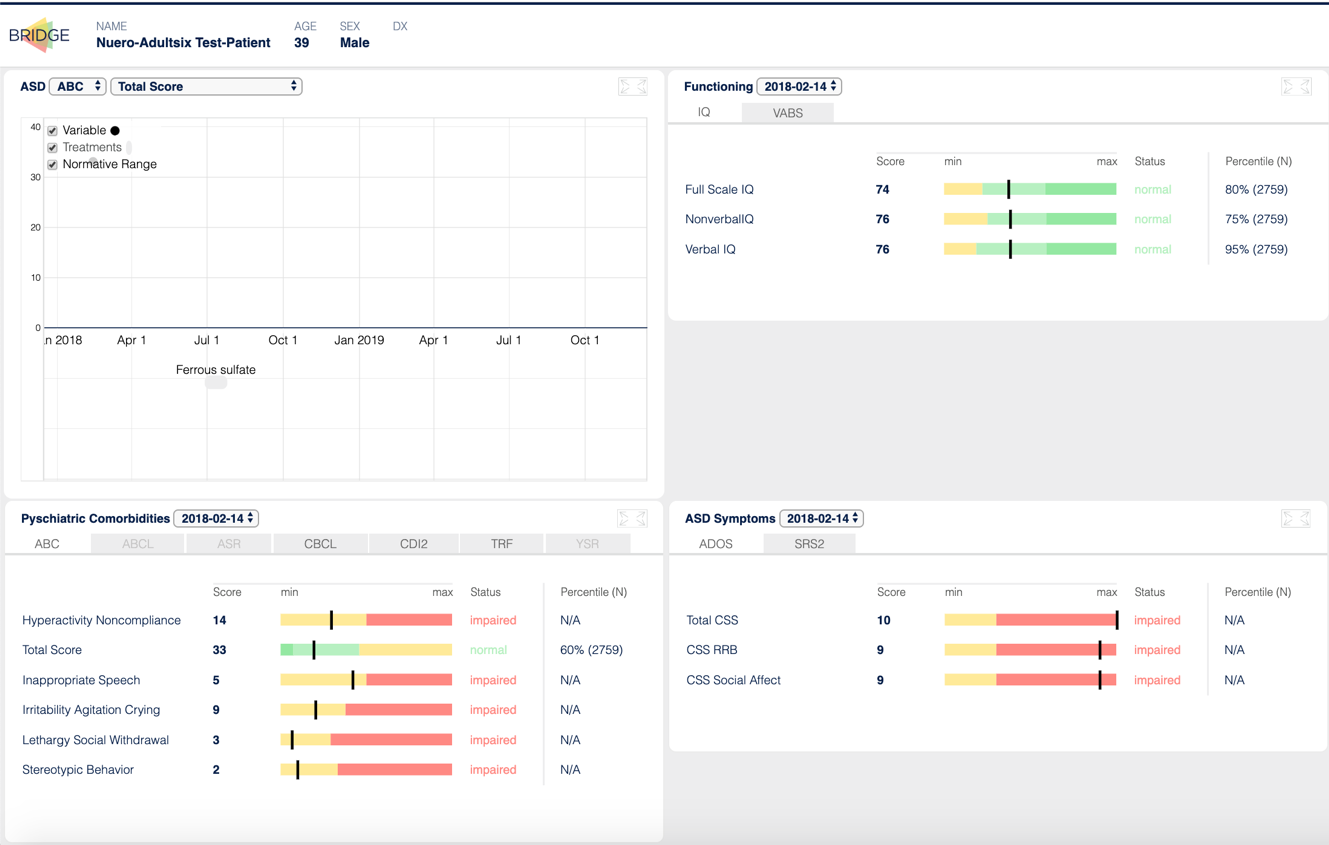 BRIDGE
NAME AGE SEX DX
Nuero-Adultsix Test-Patient 39 Male
ASD ABC Total Score
40
Variable
Treatments
Normative Range
30
20
10
0
n 2018 Apr 1 Jul 1 Oct 1 Jan 2019 Apr 1 Jul 1 Oct 1
Ferrous sulfate
Functioning 2018-02-14
IQ VABS
Score min max Status Percentile (N)
Full Scale IQ 74 normal 80% (2759)
NonverbalIQ 76 normal 75% (2759)
Verbal IQ 76 normal 95% (2759)
Pyschiatric Comorbidities 2018-02-14
ABC ABCL ASR CBCL CDI2 TRF YSR
Score min max Status Percentile (N)
Hyperactivity Noncompliance 14 impaired N/A
Total Score 33 normal 60% (2759)
Inappropriate Speech 5 impaired N/A
Irritability Agitation Crying 9 impaired N/A
Lethargy Social Withdrawal 3 impaired N/A
Stereotypic Behavior 2 impaired N/A
ASD Symptoms 2018-02-14
ADOS SRS2
Score min max Status Percentile (N)
Total CSS 10 impaired N/A
CSS RRB 9 impaired N/A
CSS Social Affect 9 impaired N/A